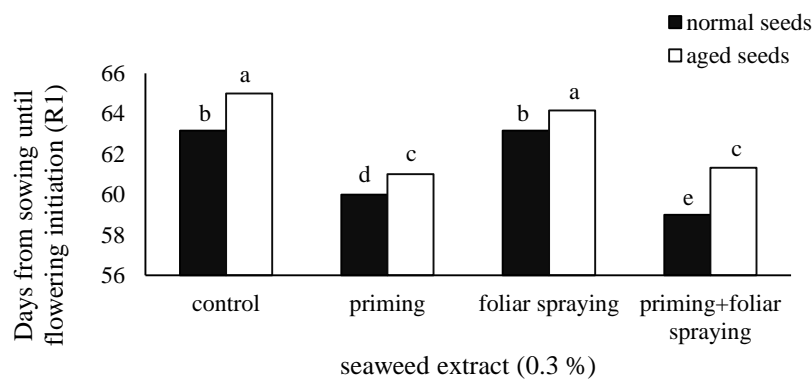 normal seeds
aged seeds
Days from sowing until
flowering initiation (R1)
66
64
62
60
58
56
b
a
d
c
b
a
e
c
control
priming
foliar spraying
priming+foliar
spraying
seaweed extract (0.3 %)